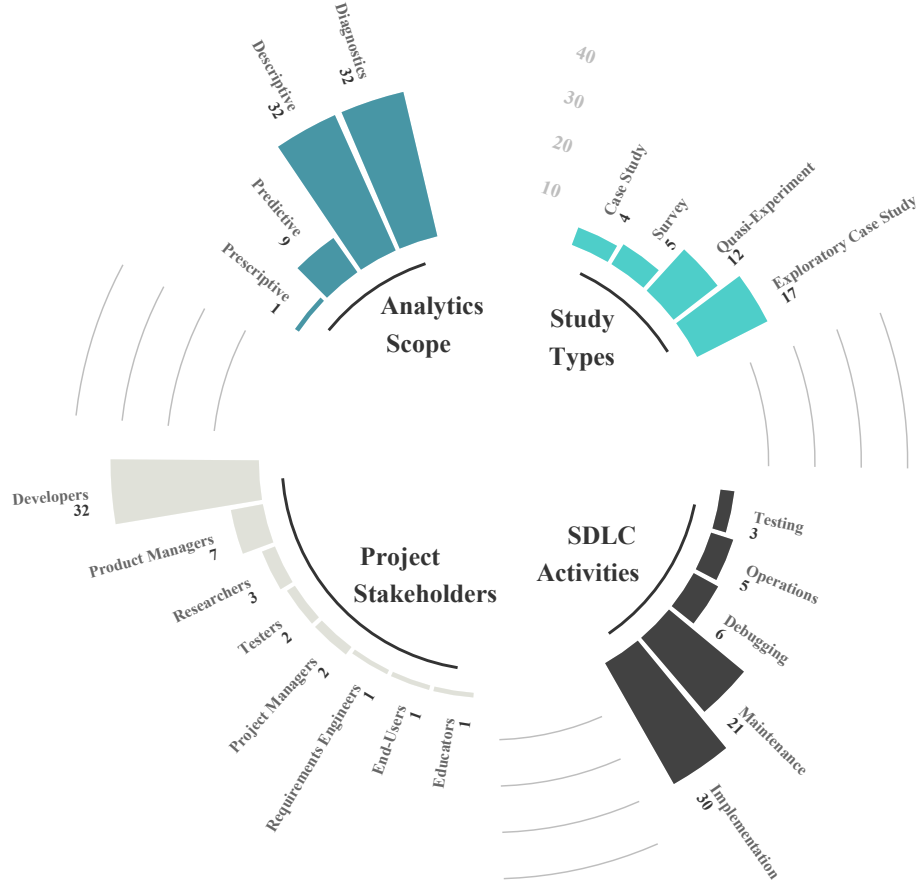 40
30
20
10
Diagnostics
32
Descriptive
32
Predictive
9
Prescriptive
1
Analytics
Scope
Case Study
4
Survey
5
Quasi-Experiment
12
Exploratory Case Study
17
Study
Types
Developers
32
Product Managers
7
Researchers
3
Testers
2
Project Managers
2
Requirements Engineers
1
End-Users
1
Educators
1
Project
Stakeholders
SDLC
Activities
Testing
3
Operations
5
Debugging
6
Maintenance
21
Implementation
30